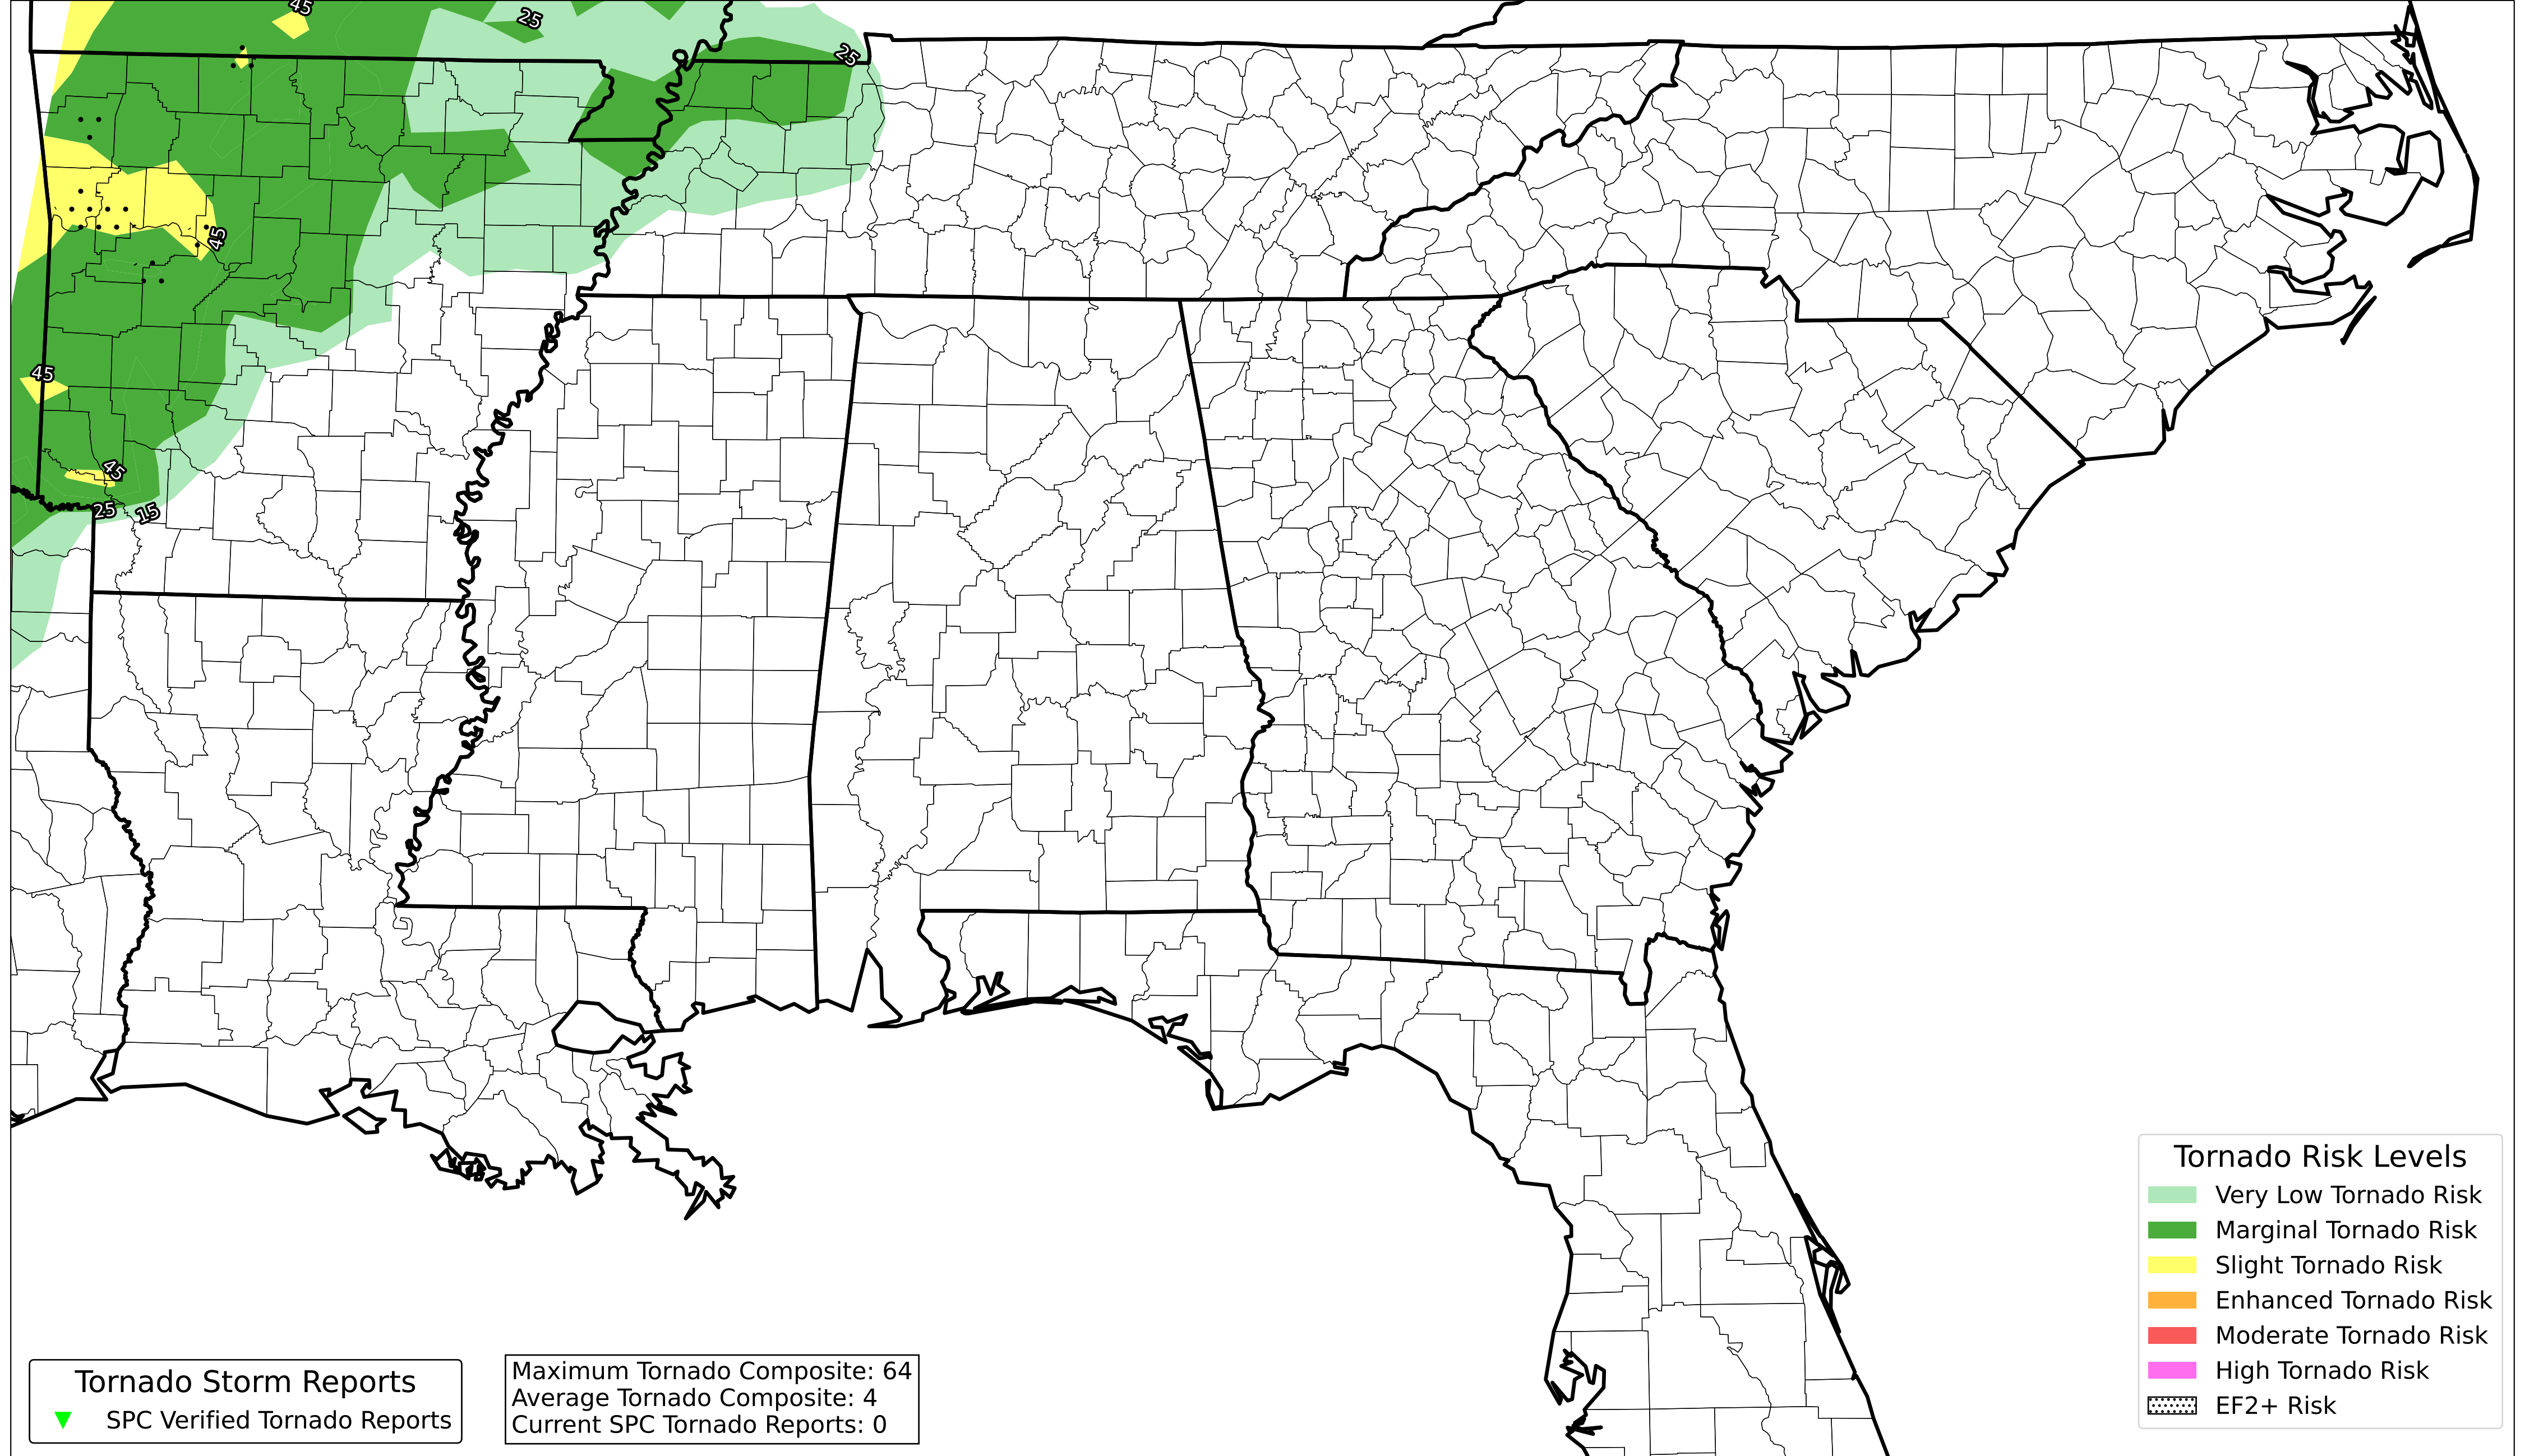 45
25
25
45
45
45
25
15
Tornado Risk Levels
Very Low Tornado Risk
Marginal Tornado Risk
Slight Tornado Risk
Enhanced Tornado Risk
Moderate Tornado Risk
High Tornado Risk
EF2+ Risk
Tornado Storm Reports
SPC Verified Tornado Reports
Maximum Tornado Composite: 64
Average Tornado Composite: 4
Current SPC Tornado Reports: 0